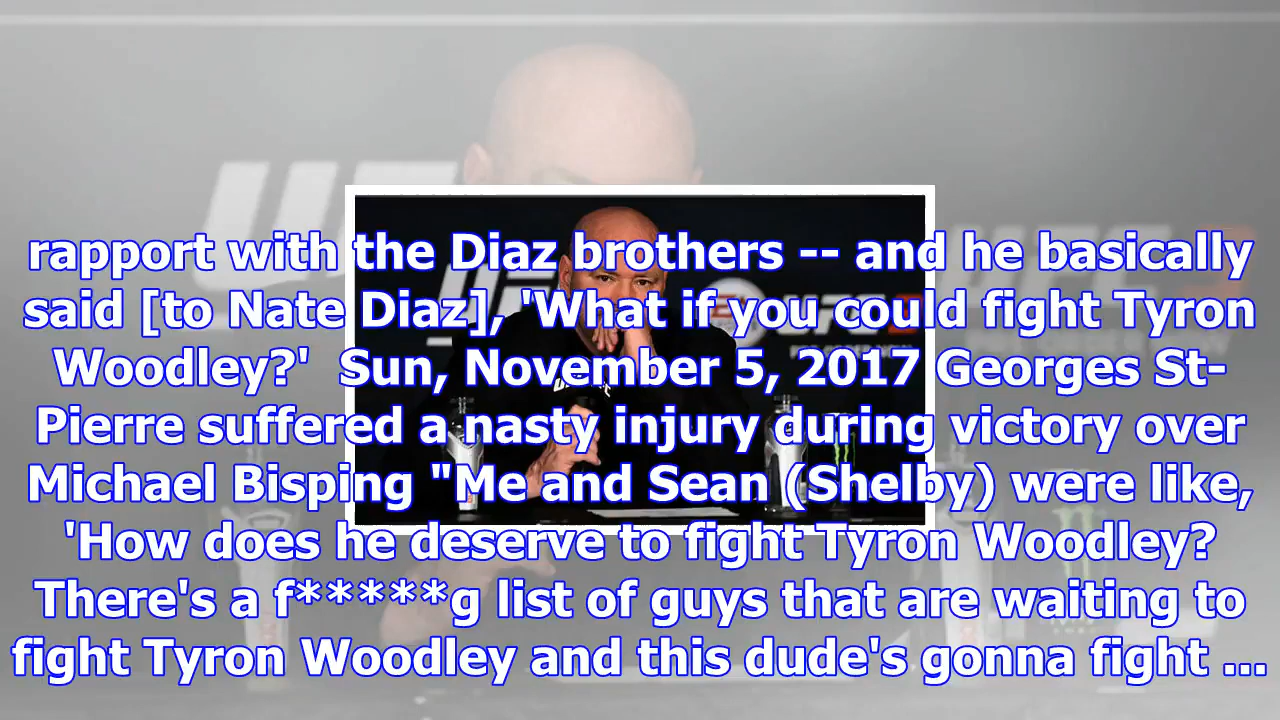 rapport with the Diaz brothers -- and he basically
said [to Nate Diaz], 'What if you could fight Tyron
Woodley?'  Sun, November 5, 2017 Georges St-
Pierre suffered a nasty injury during victory over
Michael Bisping "Me and Sean (Shelby) were like,
'How does he deserve to fight Tyron Woodley?
There's a f*****g list of guys that are waiting to
fight Tyron Woodley and this dude's gonna fight ...